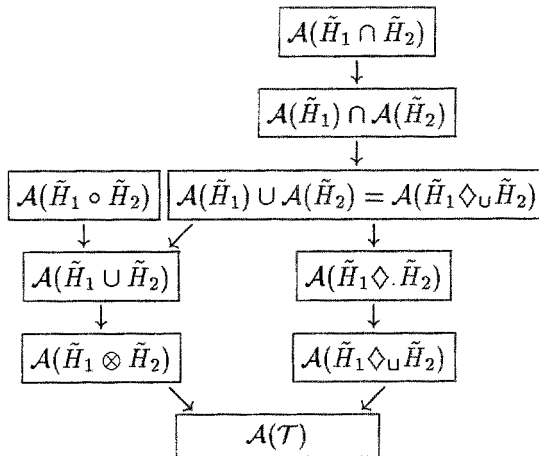 𝒜(H̃₁ ∩ H̃₂)
𝒜(H̃₁) ∩ 𝒜(H̃₂)
𝒜(H̃₁ ∘ H̃₂)
𝒜(H̃₁) ∪ 𝒜(H̃₂) = 𝒜(H̃₁◇∪H̃₂)
𝒜(H̃₁ ∪ H̃₂)
𝒜(H̃₁◇.H̃₂)
𝒜(H̃₁ ⊗ H̃₂)
𝒜(H̃₁◇⊔H̃₂)
𝒜(𝒯)